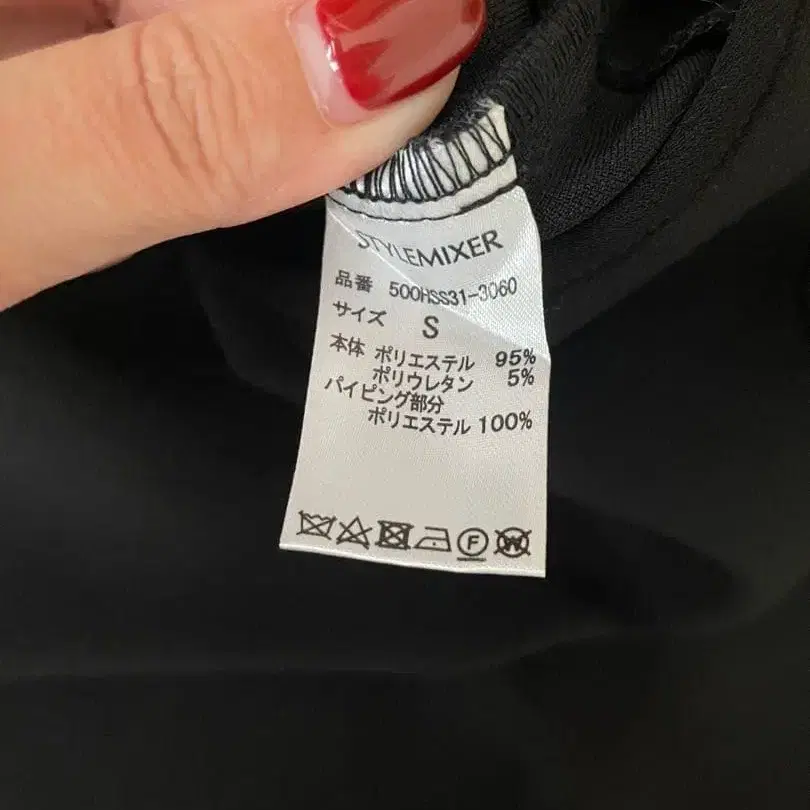 STYLEMIXER
品番 500HSS31-3060
サイズ S
本体 ポリエステル 95%
ポリウレタン 5%
パイピング部分
ポリエステル 100%
F W